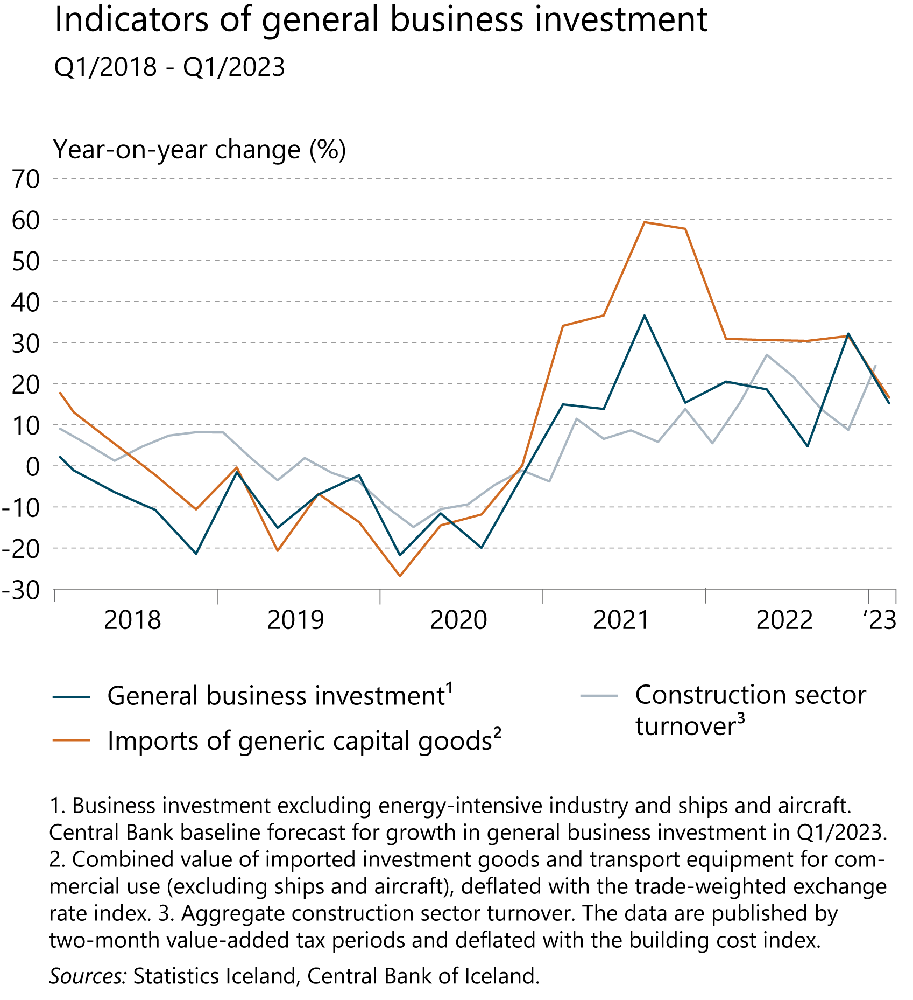 Indicators of general business investment
Q1/2018 - Q1/2023
Year-on-year change (%)
70
60
50
40
30
20
10
0
-10
-20
-30
2018 2019 2020 2021 2022 ‘23
General business investment¹
Imports of generic capital goods²
Construction sector
turnover³
1. Business investment excluding energy-intensive industry and ships and aircraft.
Central Bank baseline forecast for growth in general business investment in Q1/2023.
2. Combined value of imported investment goods and transport equipment for com-
mercial use (excluding ships and aircraft), deflated with the trade-weighted exchange
rate index. 3. Aggregate construction sector turnover. The data are published by
two-month value-added tax periods and deflated with the building cost index.
Sources: Statistics Iceland, Central Bank of Iceland.